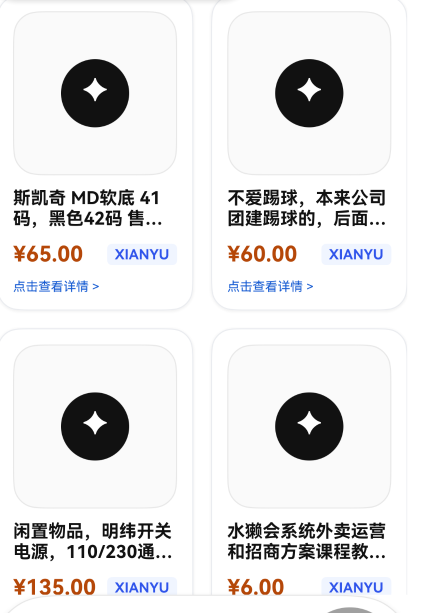 斯凯奇 MD软底 41
码，黑色42码 售...
¥65.00 XIANYU
点击查看详情 >
不爱踢球，本来公司
团建踢球的，后面...
¥60.00 XIANYU
点击查看详情 >
闲置物品，明纬开关
电源，110/230通...
¥135.00 XIANYU
水獭会系统外卖运营
和招商方案课程教...
¥6.00 XIANYU